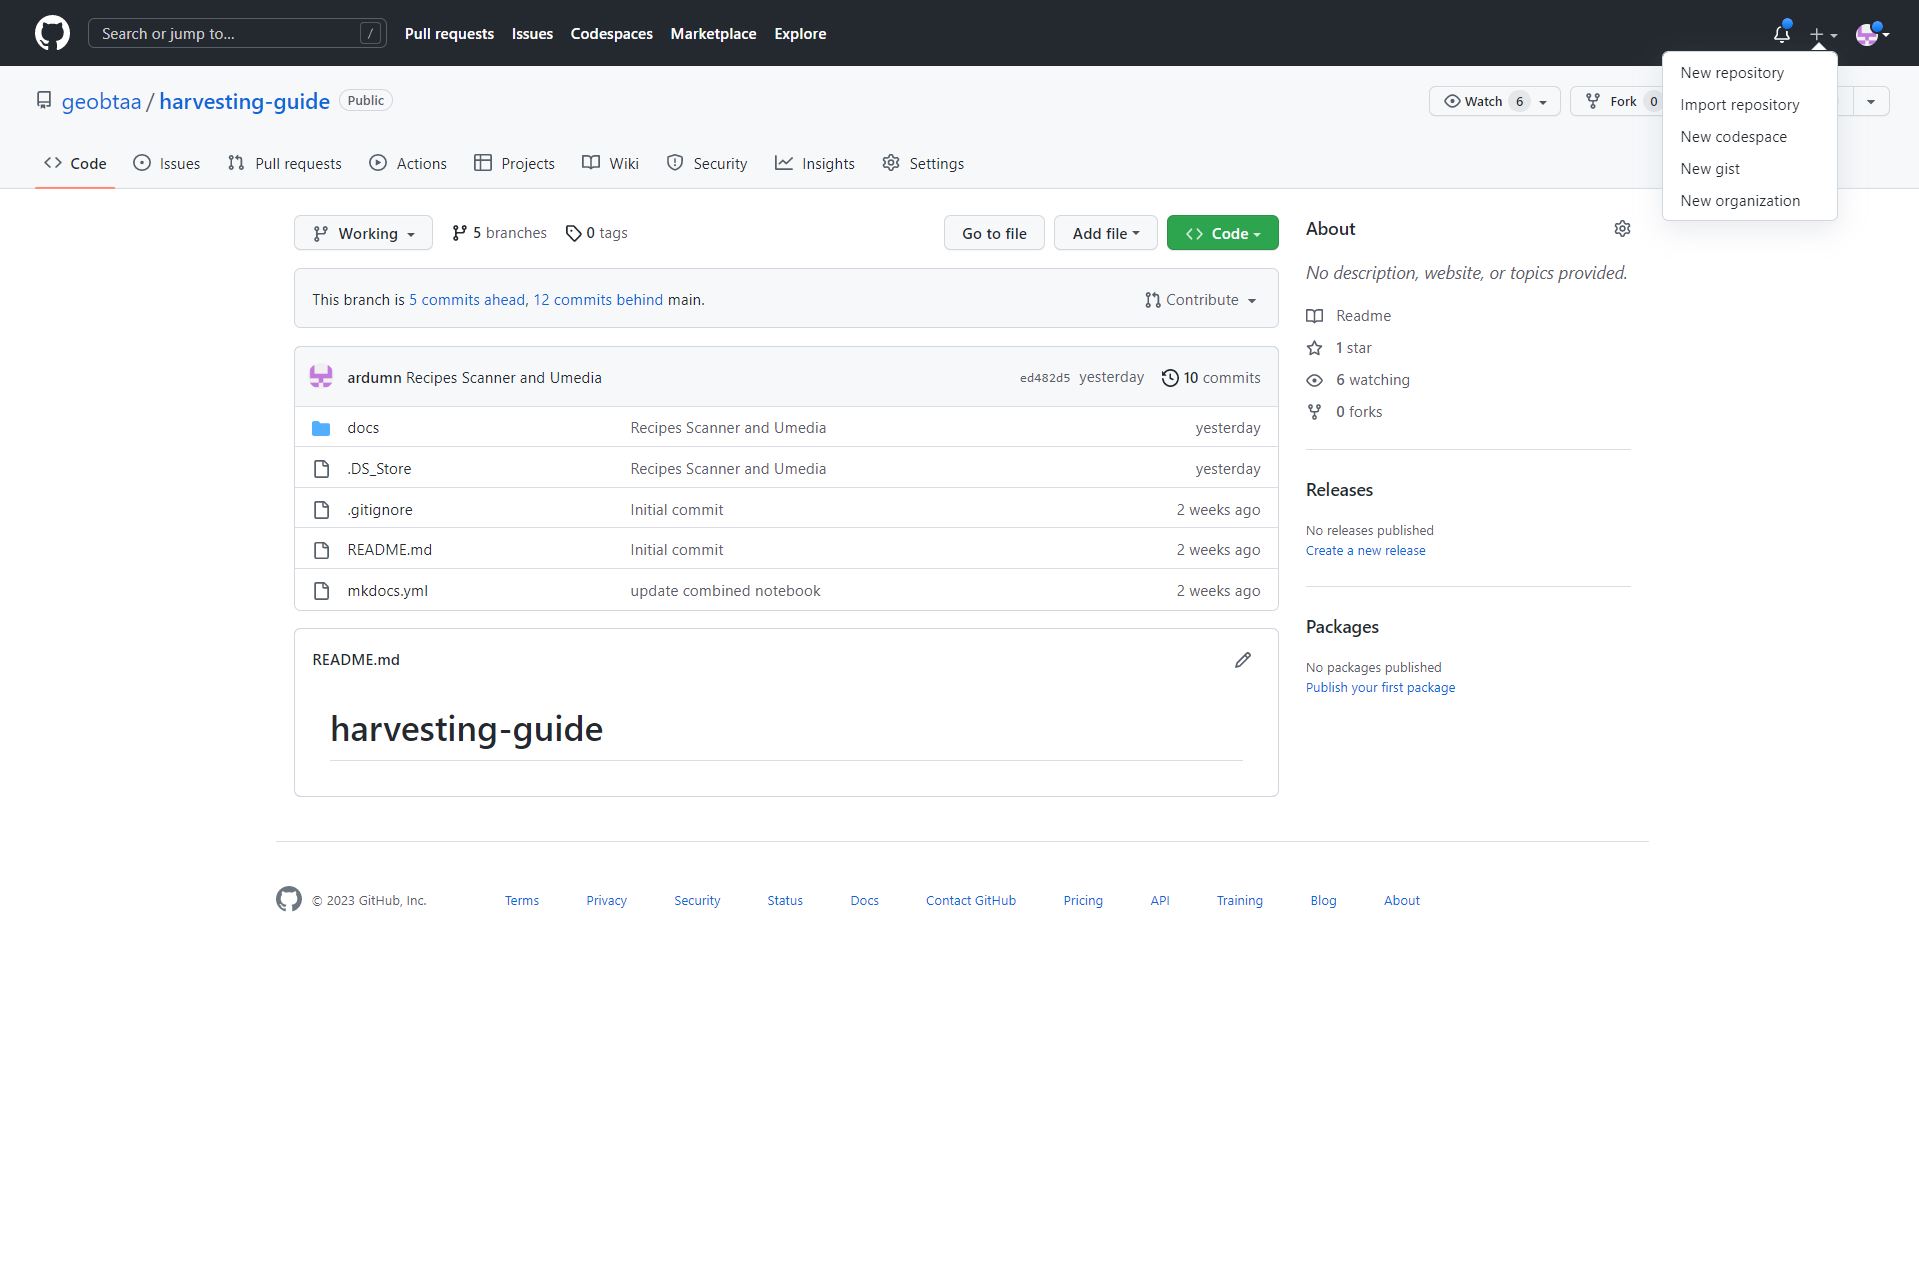 Search or jump to... /
Pull requests Issues Codespaces Marketplace Explore
New repository
Import repository
New codespace
New gist
New organization
geobtaa / harvesting-guide Public
Watch 6
Fork 0
Code Issues Pull requests Actions Projects Wiki Security Insights Settings
Working 5 branches 0 tags
Go to file Add file Code
This branch is 5 commits ahead, 12 commits behind main.
Contribute
ardumn Recipes Scanner and Umedia ed482d5 yesterday 10 commits
docs Recipes Scanner and Umedia yesterday
.DS_Store Recipes Scanner and Umedia yesterday
.gitignore Initial commit 2 weeks ago
README.md Initial commit 2 weeks ago
mkdocs.yml update combined notebook 2 weeks ago
README.md
harvesting-guide
About
No description, website, or topics provided.
Readme
1 star
6 watching
0 forks
Releases
No releases published
Create a new release
Packages
No packages published
Publish your first package
© 2023 GitHub, Inc. Terms Privacy Security Status Docs Contact GitHub Pricing API Training Blog About